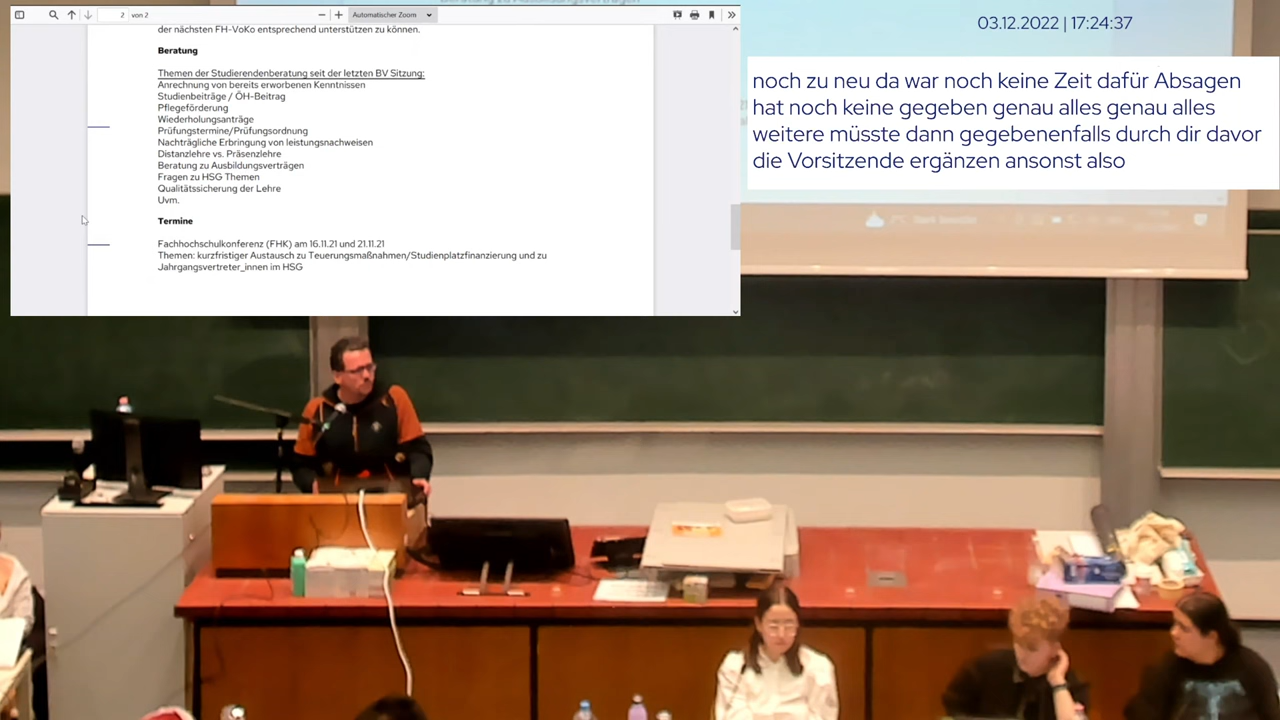 2 von 2
Automatischer Zoom
03.12.2022 | 17:24:37
der nächsten FH-VoKo entsprechend unterstützen zu können.
Beratung
Themen der Studierendenberatung seit der letzten BV Sitzung:
Anrechnung von bereits erworbenen Kenntnissen
Studienbeiträge / ÖH-Beitrag
Pflegeförderung
Wiederholungsanträge
Prüfungstermine/Prüfungsordnung
Nachträgliche Erbringung von leistungsnachweisen
Distanzlehre vs. Präsenzlehre
Beratung zu Ausbildungsverträgen
Fragen zu HSG Themen
Qualitätssicherung der Lehre
Uvm.
Termine
Fachhochschulkonferenz (FHK) am 16.11.21 und 21.11.21
Themen: kurzfristiger Austausch zu Teuerungsmaßnahmen/Studienplatzfinanzierung und zu
Jahrgangsvertreter_innen im HSG
noch zu neu da war noch keine Zeit dafür Absagen
hat noch keine gegeben genau alles genau alles
weitere müsste dann gegebenenfalls durch dir davor
die Vorsitzende ergänzen ansonst also